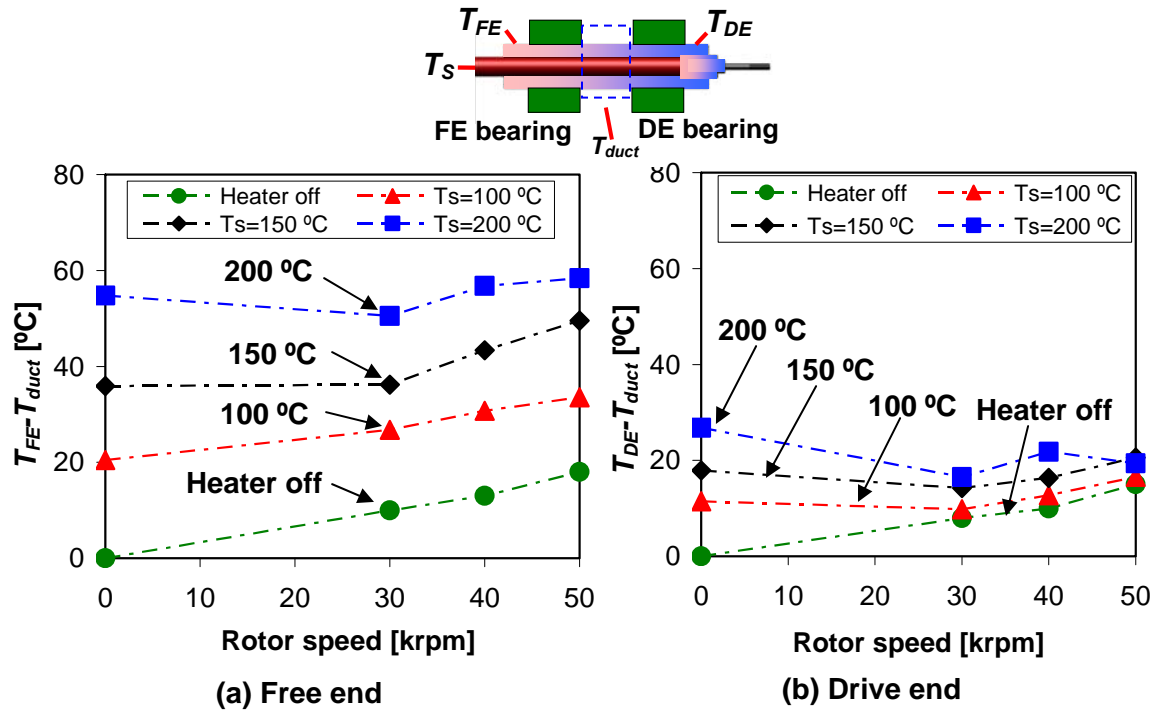 T_FE
T_DE
T_S
FE bearing
DE bearing
T_duct
80
60
40
20
0
0
10
20
30
40
50
T_FE- T_duct [ºC]
Heater off
Ts=100 ºC
Ts=150 ºC
Ts=200 ºC
200 ºC
150 ºC
100 ºC
Heater off
Rotor speed [krpm]
(a) Free end
80
60
40
20
0
0
10
20
30
40
50
T_DE- T_duct [ºC]
Heater off
Ts=100 ºC
Ts=150 ºC
Ts=200 ºC
200 ºC
150 ºC
100 ºC
Heater off
Rotor speed [krpm]
(b) Drive end